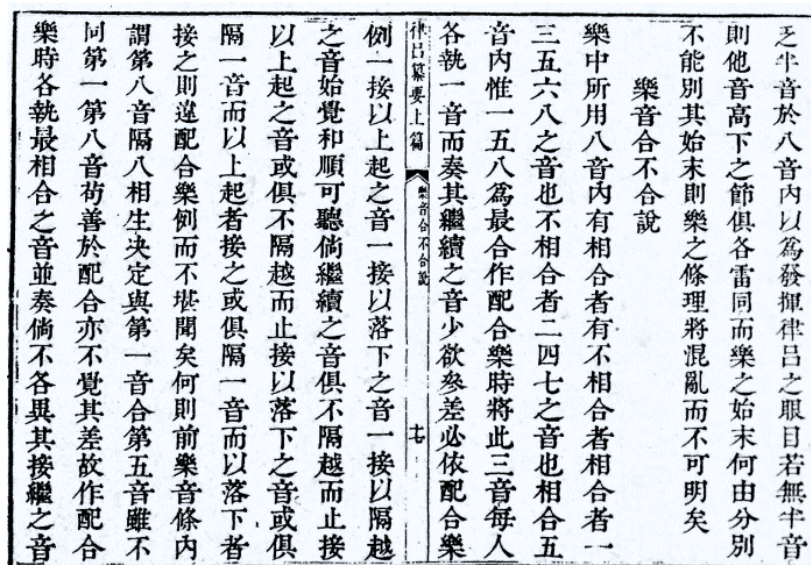 乏半音於八音內以爲發揮律呂之眼目若無半音
則他音高下之節俱各雷同而樂之始末何由分別
不能別其始末則樂之條理將混亂而不可明矣
樂音合不合說
樂中所用八音內有相合者有不相合者相合者一
三五六八之音也不相合者二四七之音也相合五
音內惟一五八爲最合作配合樂時將此三音每人
各執一音而奏其繼續之音少欲參差必依配合樂
律呂纂要上篇
樂音合不合說
十七
例一接以上起之音一接以落下之音一接以隔越
之音始覺和順可聽倘繼續之音俱不隔越而止接
以上起之音或俱不隔越而止接以落下之音或俱
隔一音而以上起者接之或俱隔一音而以落下者
接之則違配合樂例而不堪聞矣何則前樂音條內
謂第八音隔八相生決定與第一音合第五音雖不
同第一第八音苟善於配合亦不覺其差故作配合
樂時各執最相合之音並奏倘不各異其接繼之音